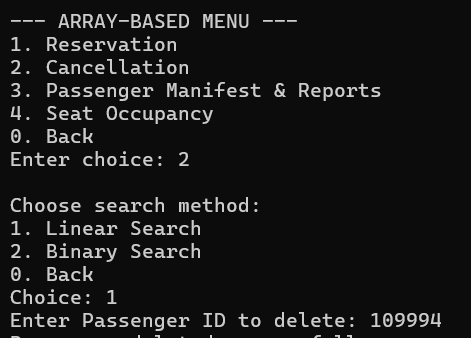 --- ARRAY-BASED MENU ---
1. Reservation
2. Cancellation
3. Passenger Manifest & Reports
4. Seat Occupancy
0. Back
Enter choice: 2
Choose search method:
1. Linear Search
2. Binary Search
0. Back
Choice: 1
Enter Passenger ID to delete: 109994